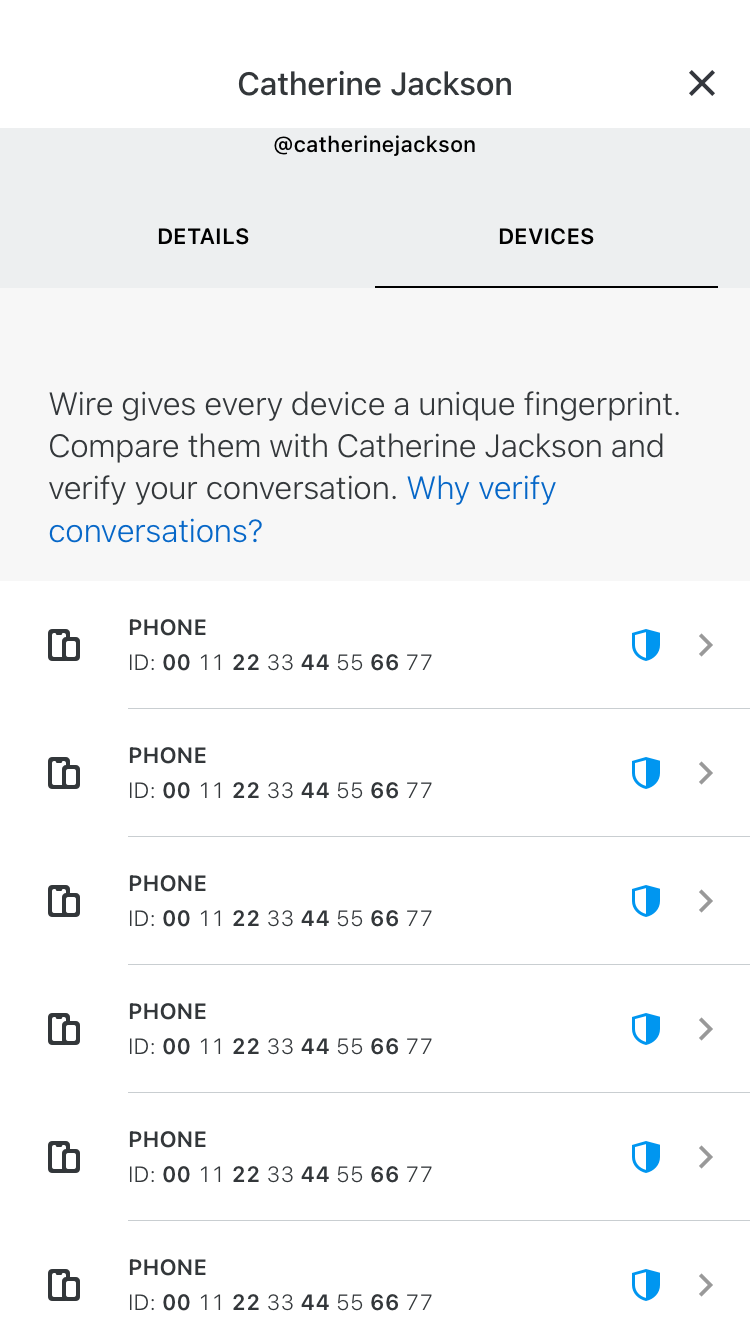 Catherine Jackson
@catherinejackson
DETAILS
DEVICES
Wire gives every device a unique fingerprint.
Compare them with Catherine Jackson and
verify your conversation. Why verify
conversations?
PHONE
ID: 00 11 22 33 44 55 66 77
PHONE
ID: 00 11 22 33 44 55 66 77
PHONE
ID: 00 11 22 33 44 55 66 77
PHONE
ID: 00 11 22 33 44 55 66 77
PHONE
ID: 00 11 22 33 44 55 66 77
PHONE
ID: 00 11 22 33 44 55 66 77